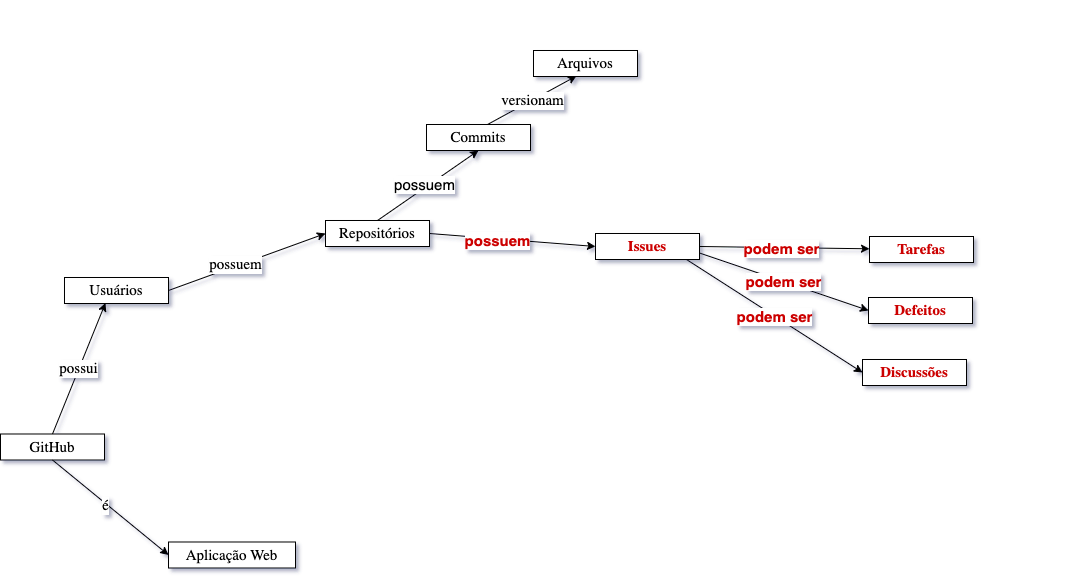 Arquivos
versionam
Commits
possuem
Repositórios
possuem
Issues
podem ser
Tarefas
possuem
podem ser
Usuários
Defeitos
podem ser
possui
Discussões
GitHub
é
Aplicação Web